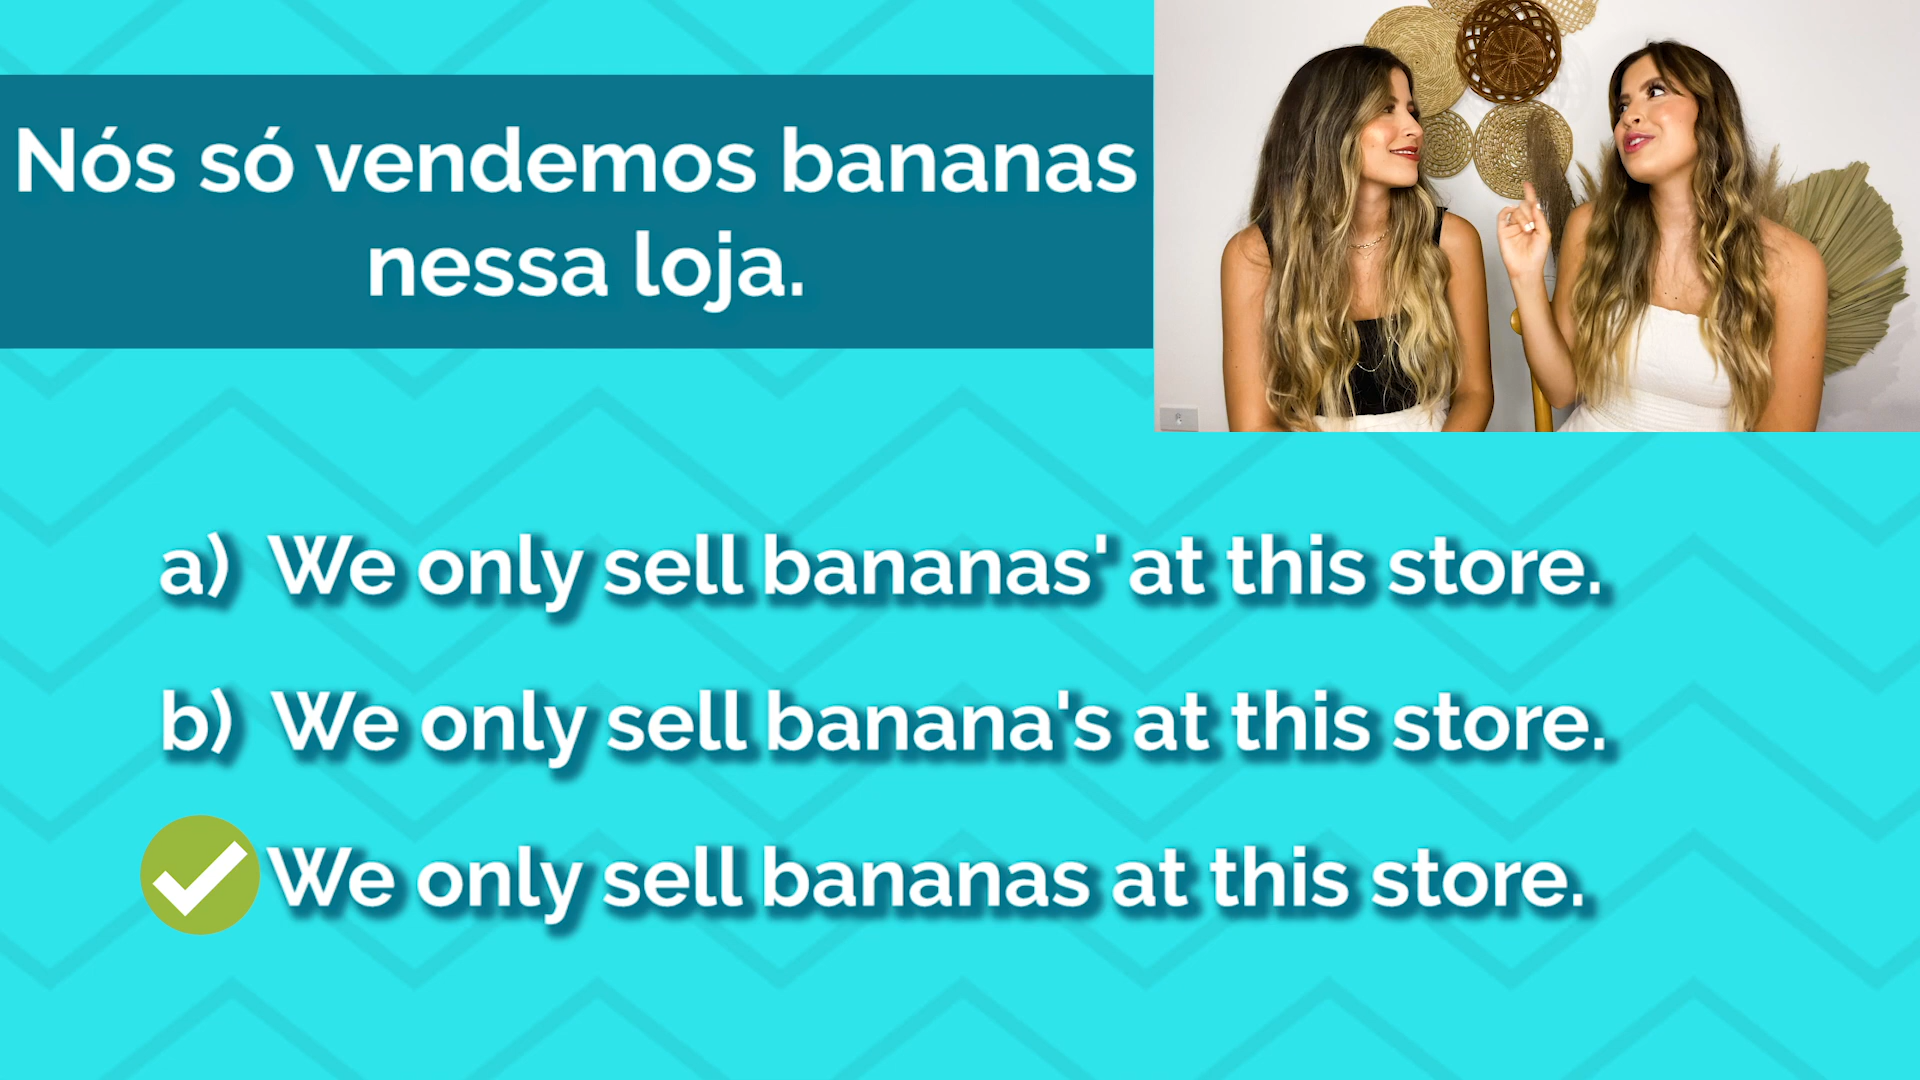 Nós só vendemos bananas
nessa loja.
a) We only sell bananas' at this store.
b) We only sell banana's at this store.
We only sell bananas at this store.